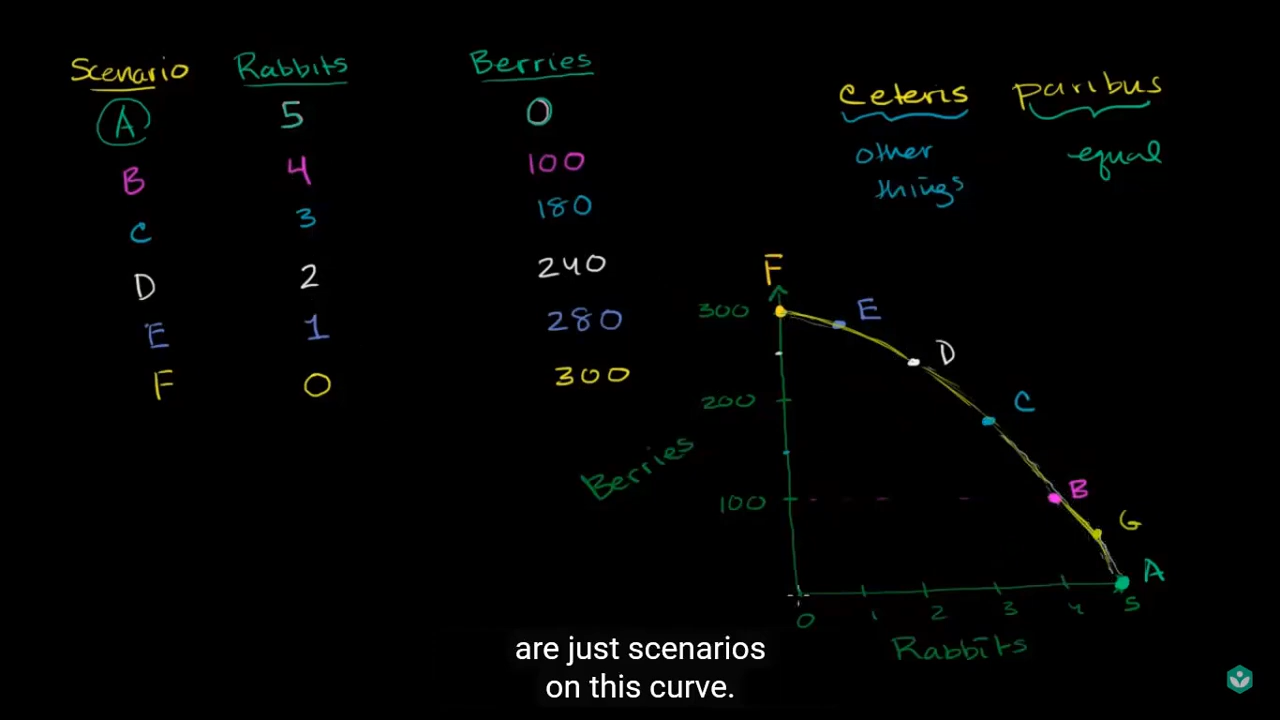 Scenario Rabbits Berries
A 5 0
B 4 100
C 3 180
D 2 240
E 1 280
F 0 300
Ceteris paribus
other equal
things
F
300 E
D
200 C
Berries
100 B
G
A
0 1 2 3 4 5
Rabbits
are just scenarios
on this curve.